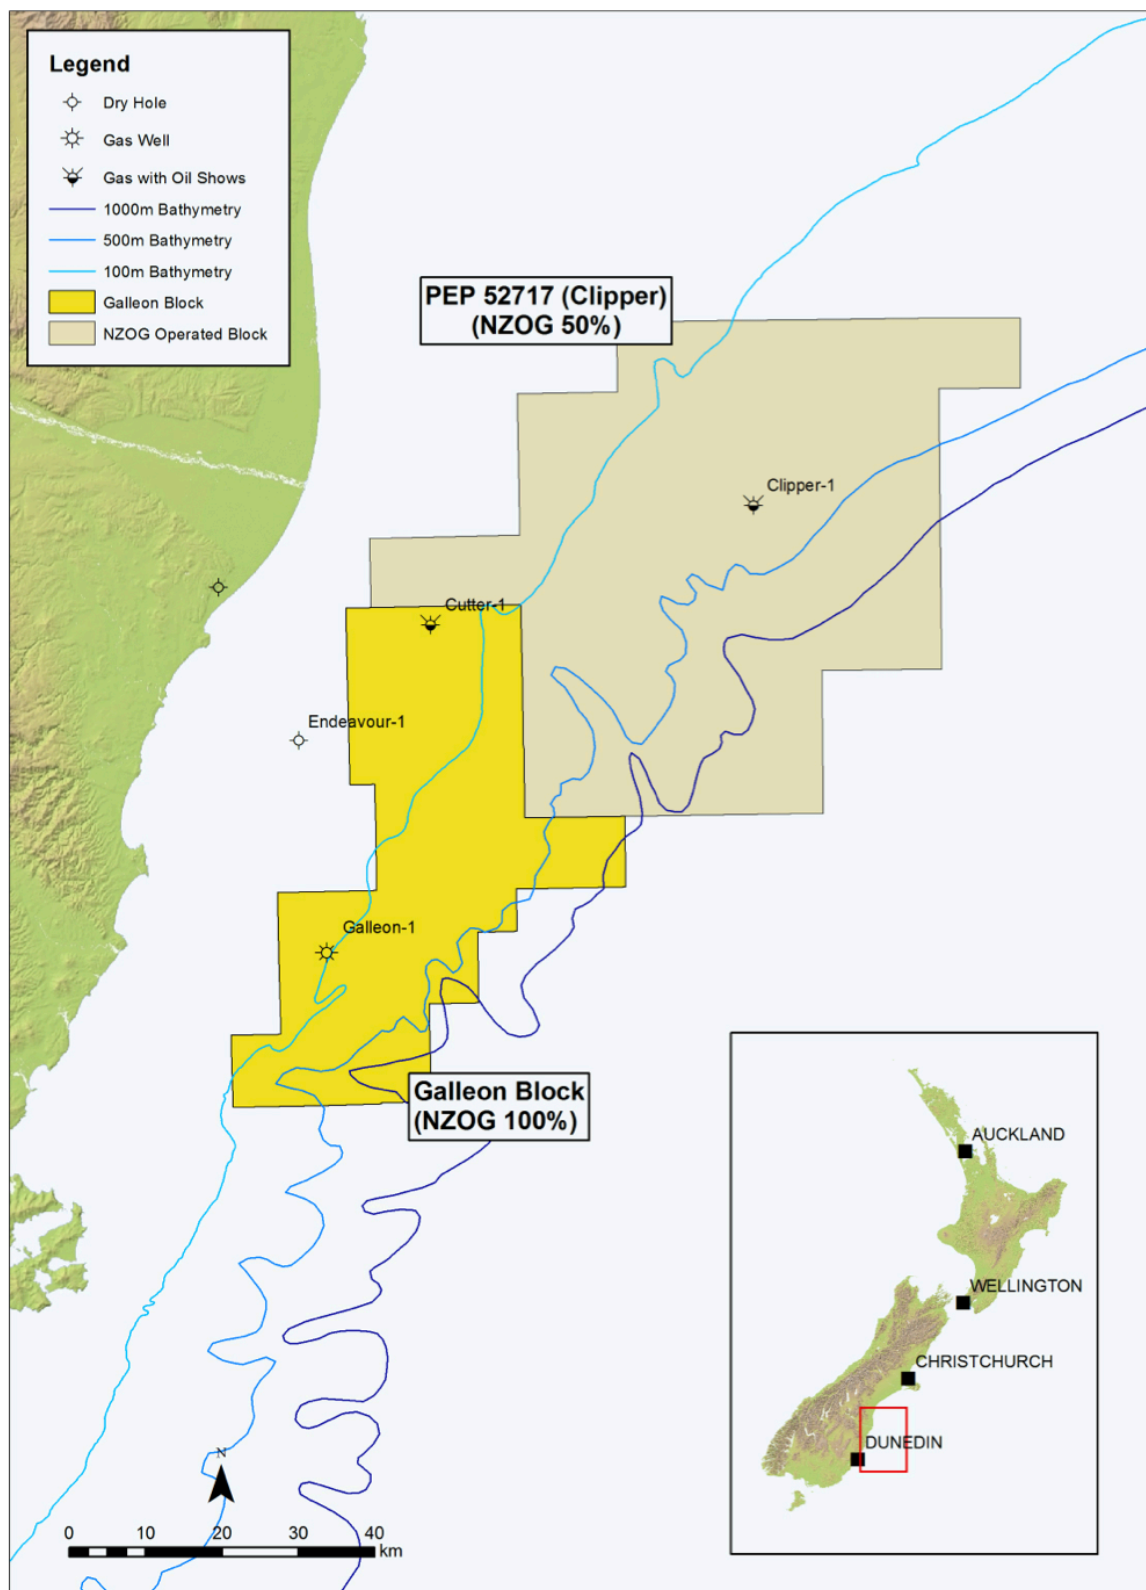 Legend
Dry Hole
Gas Well
Gas with Oil Shows
1000m Bathymetry
500m Bathymetry
100m Bathymetry
Galleon Block
NZOG Operated Block
PEP 52717 (Clipper)
(NZOG 50%)
Clipper-1
Cutter-1
Endeavour-1
Galleon-1
Galleon Block
(NZOG 100%)
AUCKLAND
WELLINGTON
CHRISTCHURCH
DUNEDIN
N
0 10 20 30 40
km